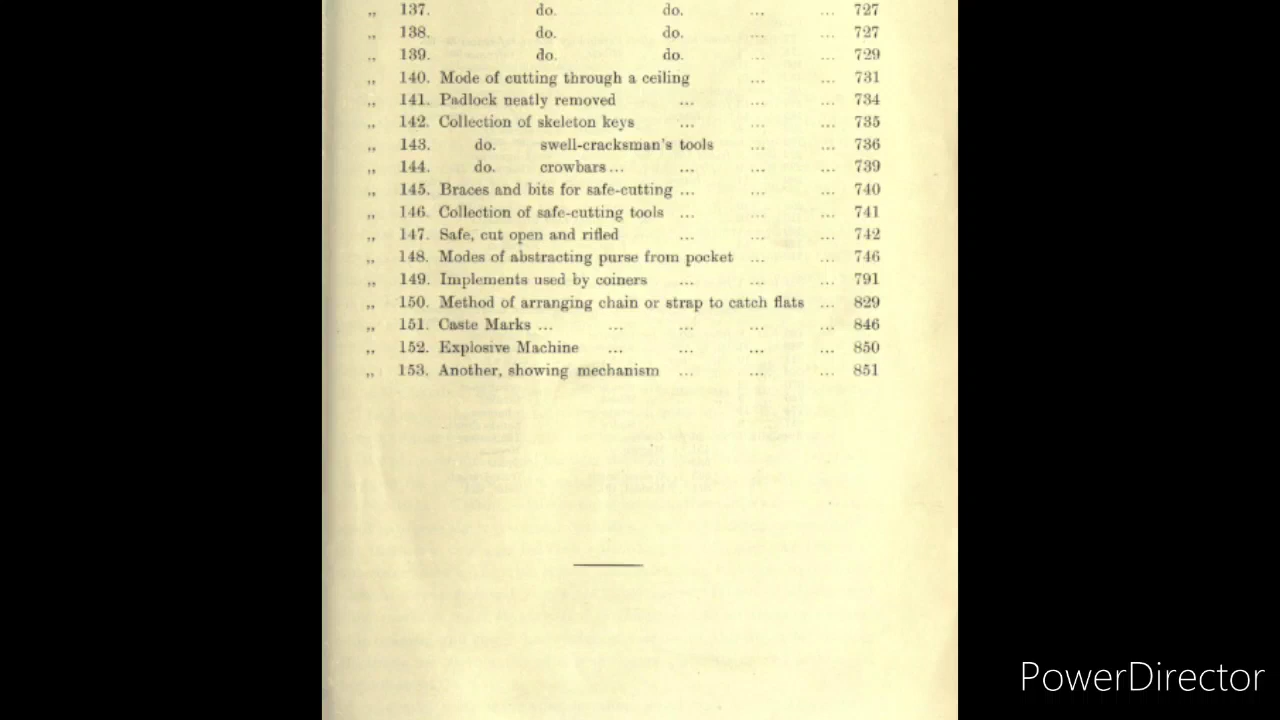 „ 137. do. do. ... ... 727
„ 138. do. do. ... ... 727
„ 139. do. do. ... ... 729
„ 140. Mode of cutting through a ceiling ... ... 731
„ 141. Padlock neatly removed ... ... ... 734
„ 142. Collection of skeleton keys ... ... ... 735
„ 143. do. swell-cracksman's tools ... ... 736
„ 144. do. crowbars... ... ... ... 739
„ 145. Braces and bits for safe-cutting ... ... ... 740
„ 146. Collection of safe-cutting tools ... ... ... 741
„ 147. Safe, cut open and rifled ... ... ... 742
„ 148. Modes of abstracting purse from pocket ... ... 746
„ 149. Implements used by coiners ... ... ... 791
„ 150. Method of arranging chain or strap to catch flats ... 829
„ 151. Caste Marks ... ... ... ... ... 846
„ 152. Explosive Machine ... ... ... ... 850
„ 153. Another, showing mechanism ... ... ... 851
PowerDirector